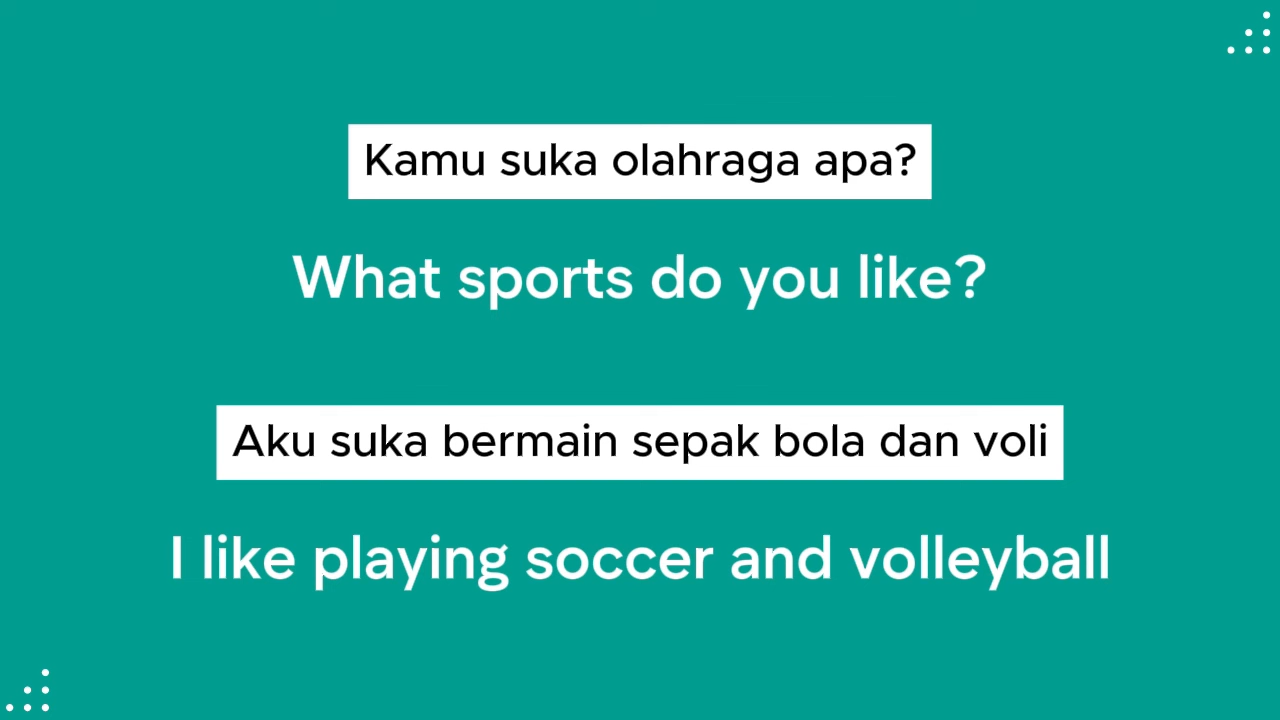 Kamu suka olahraga apa?
What sports do you like?
Aku suka bermain sepak bola dan voli
I like playing soccer and volleyball